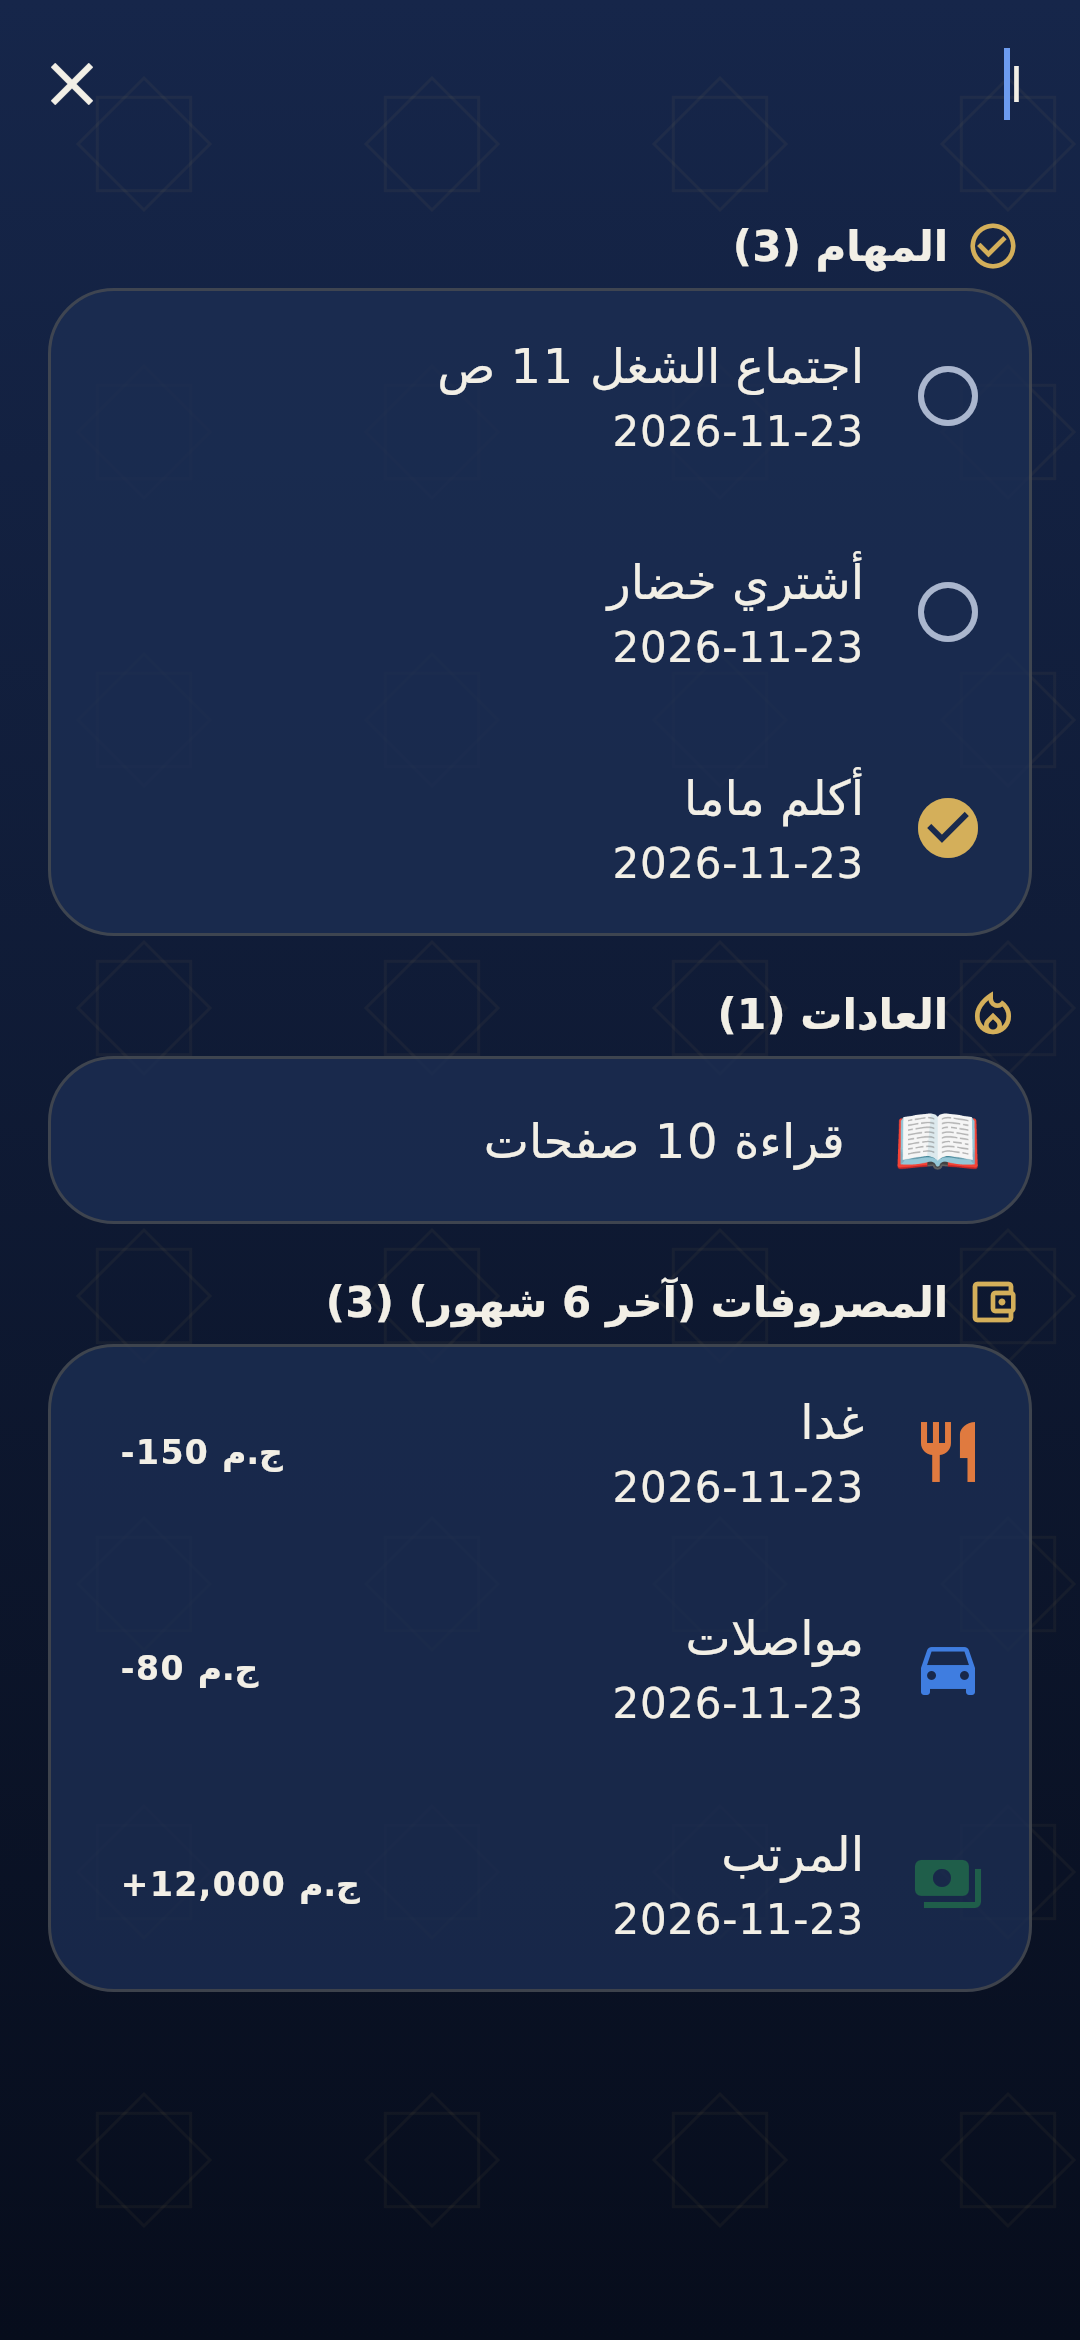 ا
المهام (3)
اجتماع الشغل 11 ص
2026-11-23
أشتري خضار
2026-11-23
أكلم ماما
2026-11-23
العادات (1)
قراءة 10 صفحات
المصروفات (آخر 6 شهور) (3)
غدا
2026-11-23
-150 ج.م
مواصلات
2026-11-23
-80 ج.م
المرتب
2026-11-23
+12,000 ج.م